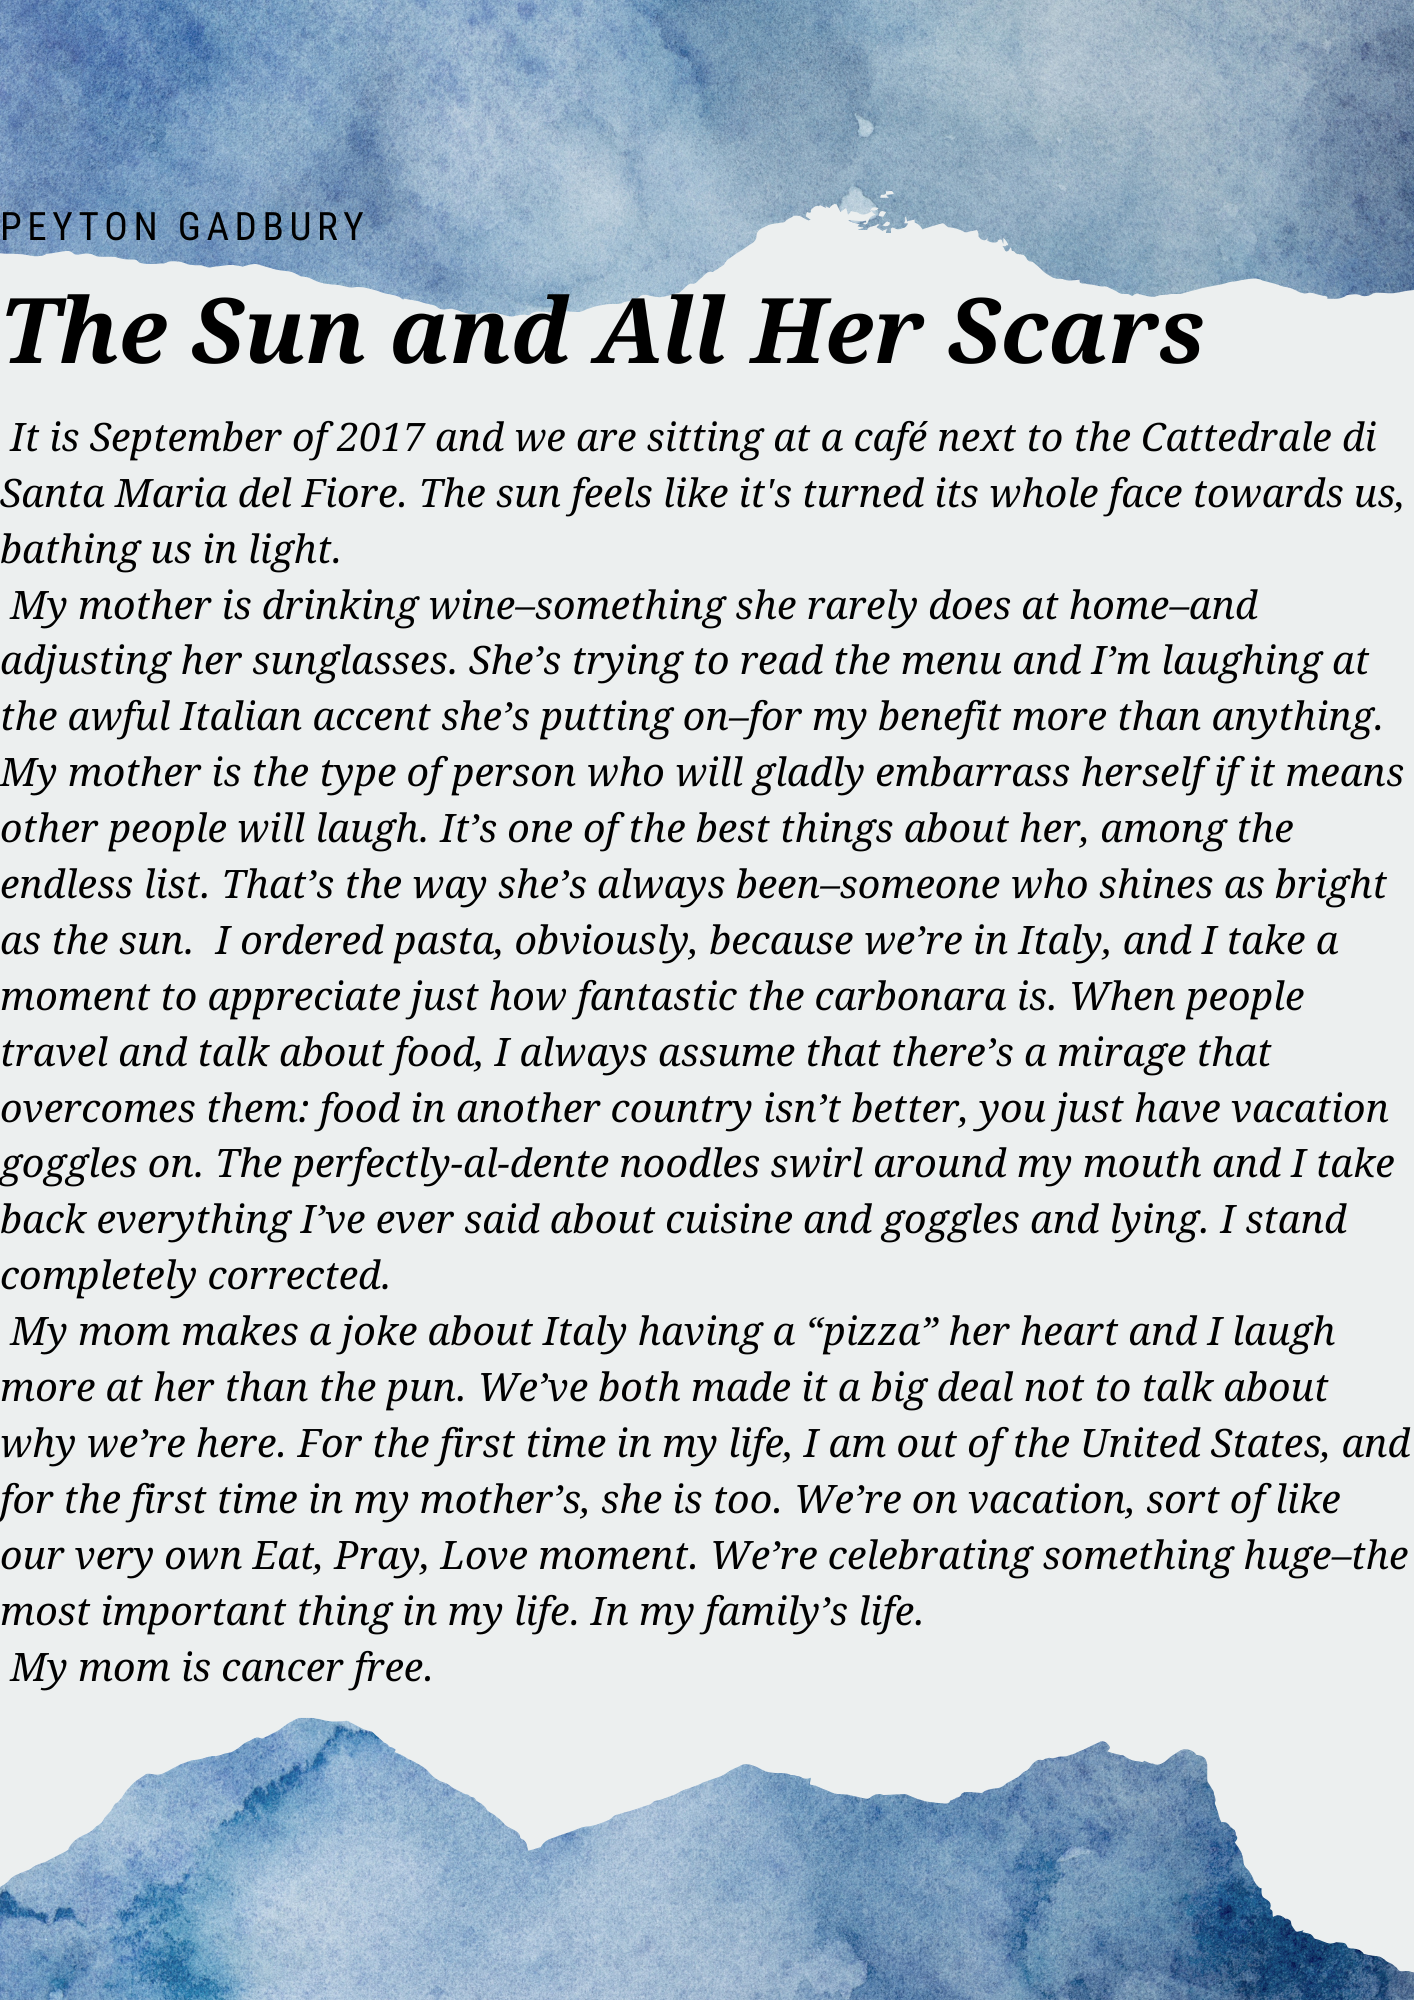 PEYTON GADBURY
The Sun and All Her Scars
It is September of 2017 and we are sitting at a café next to the Cattedrale di
Santa Maria del Fiore. The sun feels like it's turned its whole face towards us,
bathing us in light.
My mother is drinking wine–something she rarely does at home–and
adjusting her sunglasses. She’s trying to read the menu and I’m laughing at
the awful Italian accent she’s putting on–for my benefit more than anything.
My mother is the type of person who will gladly embarrass herself if it means
other people will laugh. It’s one of the best things about her, among the
endless list. That’s the way she’s always been–someone who shines as bright
as the sun.  I ordered pasta, obviously, because we’re in Italy, and I take a
moment to appreciate just how fantastic the carbonara is. When people
travel and talk about food, I always assume that there’s a mirage that
overcomes them: food in another country isn’t better, you just have vacation
goggles on. The perfectly-al-dente noodles swirl around my mouth and I take
back everything I’ve ever said about cuisine and goggles and lying. I stand
completely corrected.
My mom makes a joke about Italy having a “pizza” her heart and I laugh
more at her than the pun. We’ve both made it a big deal not to talk about
why we’re here. For the first time in my life, I am out of the United States, and
for the first time in my mother’s, she is too. We’re on vacation, sort of like
our very own Eat, Pray, Love moment. We’re celebrating something huge–the
most important thing in my life. In my family’s life.
My mom is cancer free.